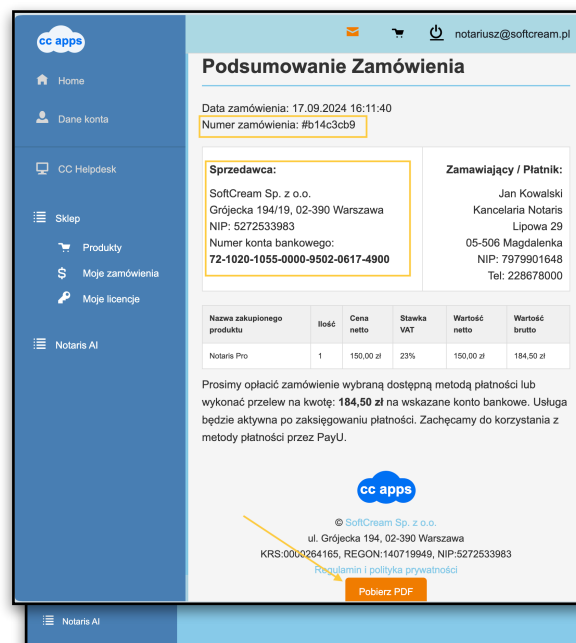 cc apps
notariusz@softcream.pl
Home
Dane konta
CC Helpdesk
Sklep
Produkty
Moje zamówienia
Moje licencje
Notaris AI
Podsumowanie Zamówienia
Data zamówienia: 17.09.2024 16:11:40
Numer zamówienia: #b14c3cb9
Sprzedawca:
SoftCream Sp. z o.o.
Grójecka 194/19, 02-390 Warszawa
NIP: 5272533983
Numer konta bankowego:
72-1020-1055-0000-9502-0617-4900
Zamawiający / Płatnik:
Jan Kowalski
Kancelaria Notaris
Lipowa 29
05-506 Magdalenka
NIP: 7979901648
Tel: 228678000
Nazwa zakupionego produktu Ilość Cena netto Stawka VAT Wartość netto Wartość brutto
Notaris Pro 1 150,00 zł 23% 150,00 zł 184,50 zł
Prosimy opłacić zamówienie wybraną dostępną metodą płatności lub
wykonać przelew na kwotę: 184,50 zł na wskazane konto bankowe. Usługa
będzie aktywna po zaksięgowaniu płatności. Zachęcamy do korzystania z
metody płatności przez PayU.
cc apps
© SoftCream Sp. z o.o.
ul. Grójecka 194, 02-390 Warszawa
KRS:0000264165, REGON:140719949, NIP:5272533983
Regulamin i polityka prywatności
Pobierz PDF
Notaris AI